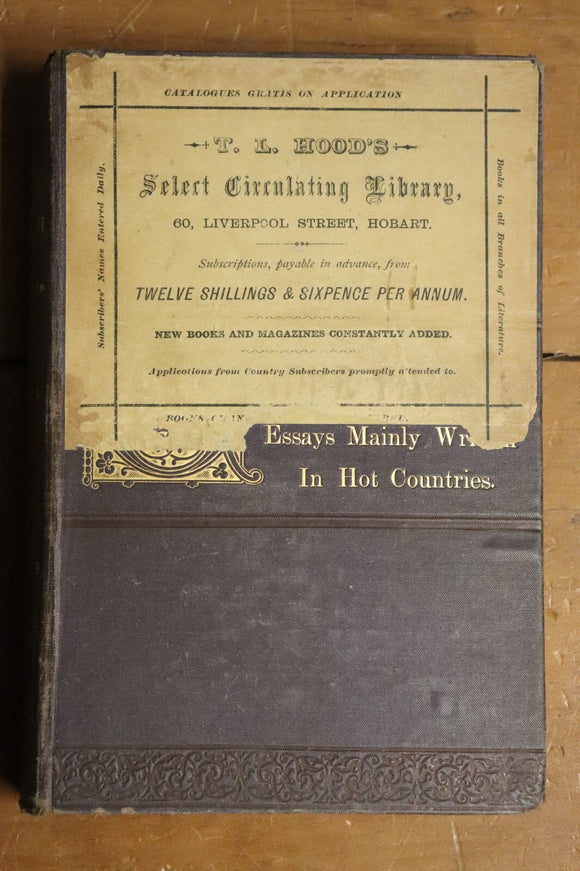 CATALOGUES GRATIS ON APPLICATION
Subscribers' Names Entered Daily.
T. L. HOOD'S
Select Circulating Library,
60, LIVERPOOL STREET, HOBART.
Subscriptions, payable in advance, from
TWELVE SHILLINGS & SIXPENCE PER ANNUM.
NEW BOOKS AND MAGAZINES CONSTANTLY ADDED.
Applications from Country Subscribers promptly attended to.
Books in all Branches of Literature.
Essays Mainly
In Hot Countries.